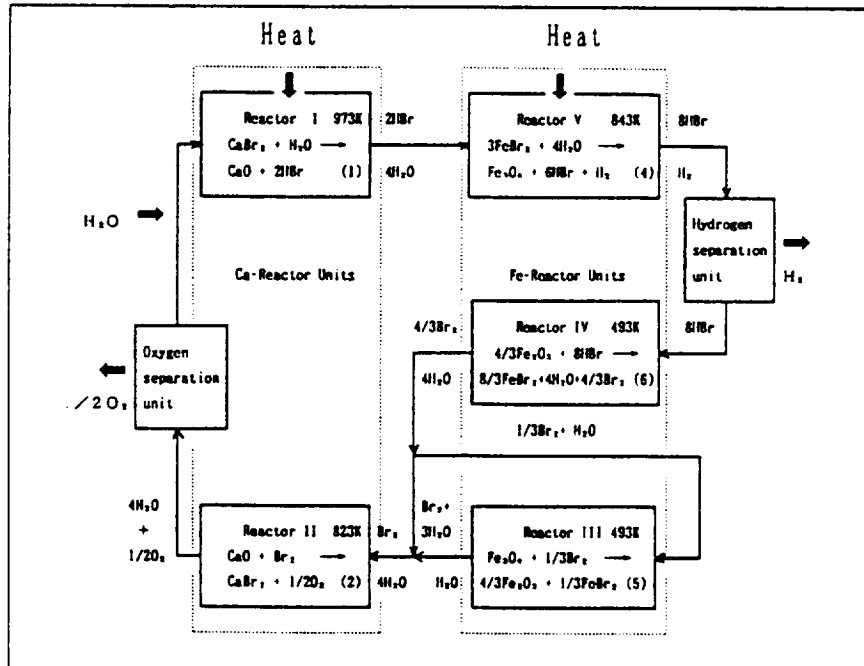 Heat
Heat
Reactor I 973K
CaBr₂ + H₂O ⟶
CaO + 2HBr (1)
2HBr
4H₂O
Reactor V 843K
3FeBr₂ + 4H₂O ⟶
Fe₃O₄ + 6HBr + H₂ (4)
8HBr
H₂
H₂O
Hydrogen
separation
unit
H₂
Ca-Reactor Units
Fe-Reactor Units
8HBr
4/3Br₂
4H₂O
Reactor IV 493K
4/3Fe₂O₃ + 8HBr ⟶
8/3FeBr₂+4H₂O+4/3Br₂ (6)
Oxygen
separation
unit
/2O₂
1/3Br₂+ H₂O
4H₂O
+
1/2O₂
Reactor II 823K
CaO + Br₂ ⟶
CaBr₂ + 1/2O₂ (2)
Br₂
4H₂O
Br₂+
3H₂O
H₂O
Reactor III 493K
Fe₃O₄ + 1/3Br₂ ⟶
4/3Fe₂O₃ + 1/3FeBr₂ (5)